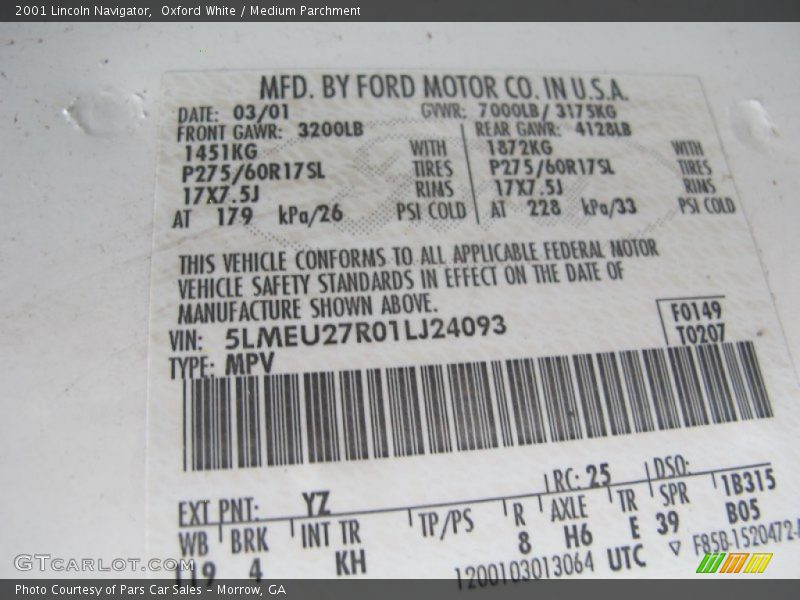 2001 Lincoln Navigator, Oxford White / Medium Parchment
MFD. BY FORD MOTOR CO. IN U.S.A.
DATE: 03/01 GVWR: 7000LB/ 3175KG
FRONT GAWR: 3200LB REAR GAWR: 4128LB
1451KG WITH 1872KG WITH
P275/60R17SL TIRES P275/60R17SL TIRES
17X7.5J RIMS 17X7.5J RIMS
AT 179 kPa/26 PSI COLD AT 228 kPa/33 PSI COLD
THIS VEHICLE CONFORMS TO ALL APPLICABLE FEDERAL MOTOR
VEHICLE SAFETY STANDARDS IN EFFECT ON THE DATE OF
MANUFACTURE SHOWN ABOVE.
VIN: 5LMEU27R01LJ24093 F0149
TYPE: MPV T0207
EXT PNT: YZ RC: 25 DSO:
WB BRK INT TR TP/PS R AXLE TR SPR 1B315
119 4 KH 8 H6 E 39 B05
1200103013064 UTC ▽ F85B-1520472-
GTCARLOT.COM
Photo Courtesy of Pars Car Sales - Morrow, GA